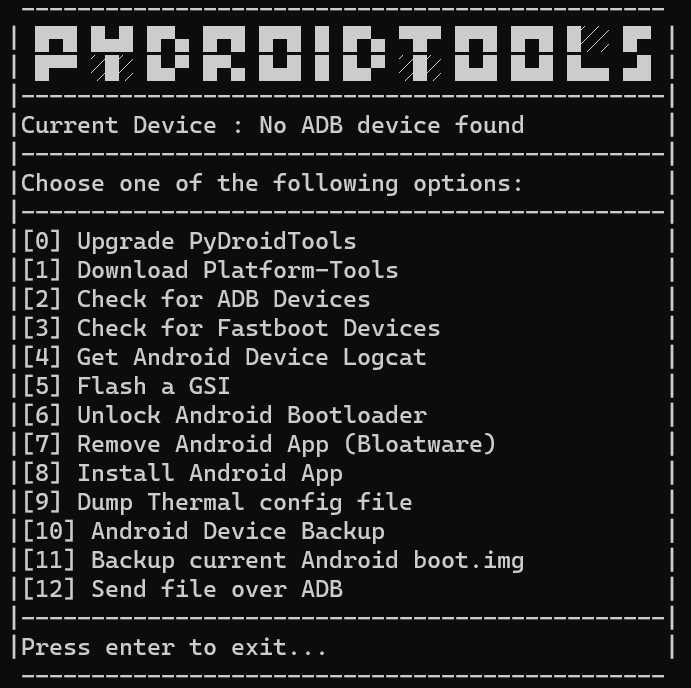 PYDROIDTOOLS
Current Device : No ADB device found
Choose one of the following options:
[0] Upgrade PyDroidTools
[1] Download Platform-Tools
[2] Check for ADB Devices
[3] Check for Fastboot Devices
[4] Get Android Device Logcat
[5] Flash a GSI
[6] Unlock Android Bootloader
[7] Remove Android App (Bloatware)
[8] Install Android App
[9] Dump Thermal config file
[10] Android Device Backup
[11] Backup current Android boot.img
[12] Send file over ADB
Press enter to exit...